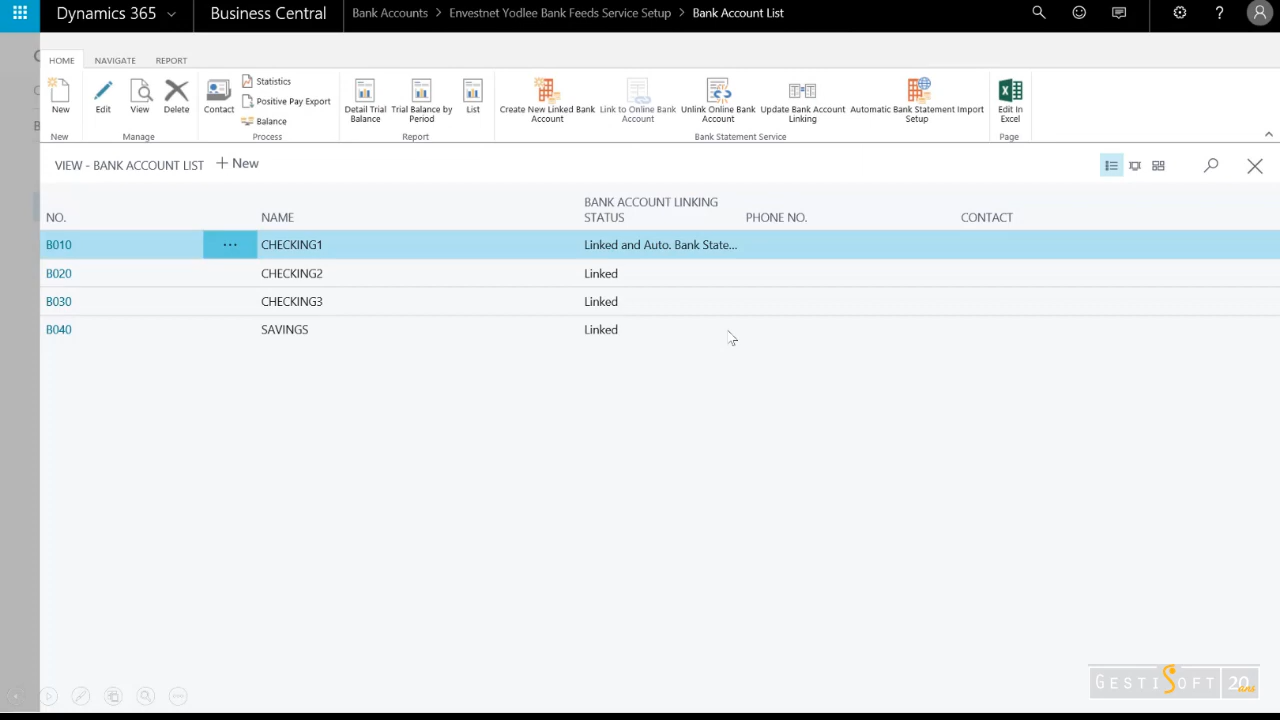 Dynamics 365 Business Central Bank Accounts > Envestnet Yodlee Bank Feeds Service Setup > Bank Account List
HOME NAVIGATE REPORT
New
Edit
View
Delete
Contact
Statistics
Positive Pay Export
Balance
Detail Trial
Balance
Trial Balance by
Period
List
Create New Linked Bank
Account
Link to Online Bank
Account
Unlink Online Bank
Account
Update Bank Account
Linking
Automatic Bank Statement Import
Setup
Edit In
Excel
New Manage Process Report Bank Statement Service Page
VIEW - BANK ACCOUNT LIST + New
NO. NAME BANK ACCOUNT LINKING
STATUS PHONE NO. CONTACT
B010 ... CHECKING1 Linked and Auto. Bank State...
B020 CHECKING2 Linked
B030 CHECKING3 Linked
B040 SAVINGS Linked
GESTISOFT 20 ans